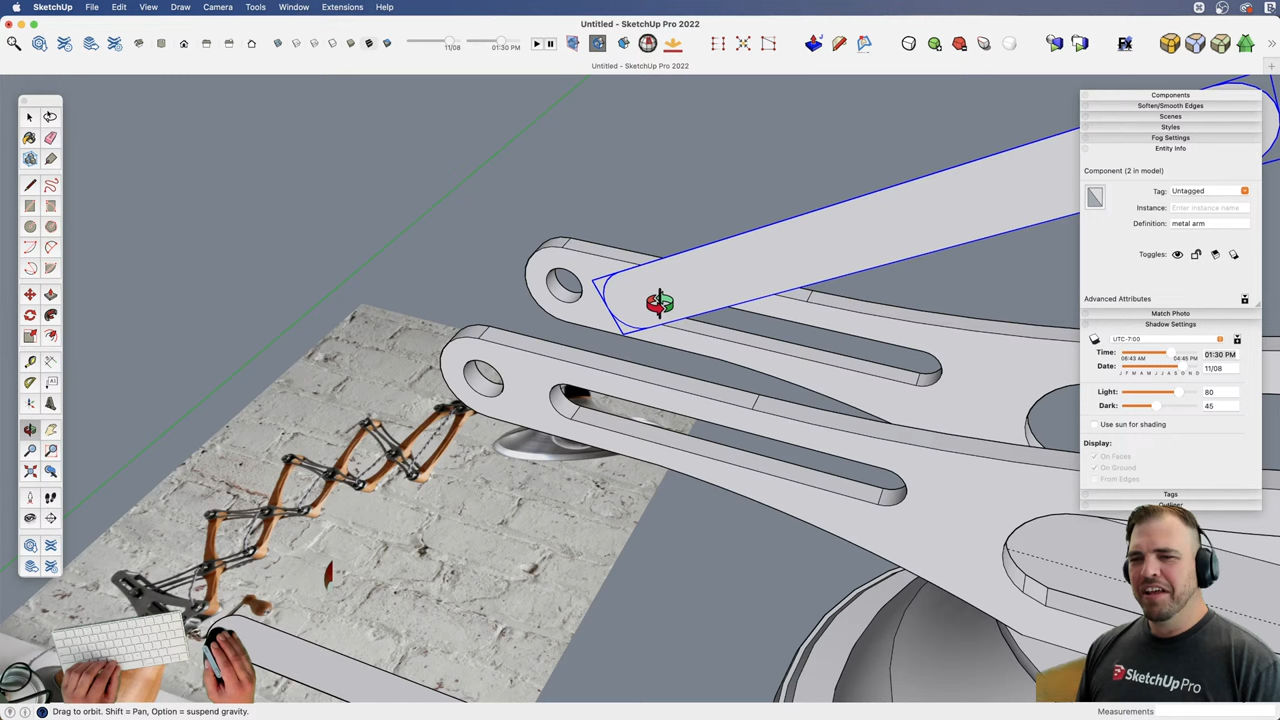 SketchUp File Edit View Draw Camera Tools Window Extensions Help
Untitled - SketchUp Pro 2022
11/08
01:30 PM
Untitled - SketchUp Pro 2022
Components
Soften/Smooth Edges
Scenes
Styles
Fog Settings
Entity Info
Component (2 in model)
Tag: Untagged
Instance: Enter instance name
Definition: metal arm
Toggles:
Advanced Attributes
Match Photo
Shadow Settings
UTC-7:00
Time: 01:30 PM
06:43 AM 04:45 PM
Date: 11/08
J F M A M J J A S O N D
Light: 80
Dark: 45
Use sun for shading
Display:
On Faces
On Ground
From Edges
Tags
Outliner
SketchUp Pro
Drag to orbit. Shift = Pan, Option = suspend gravity.
Measurements